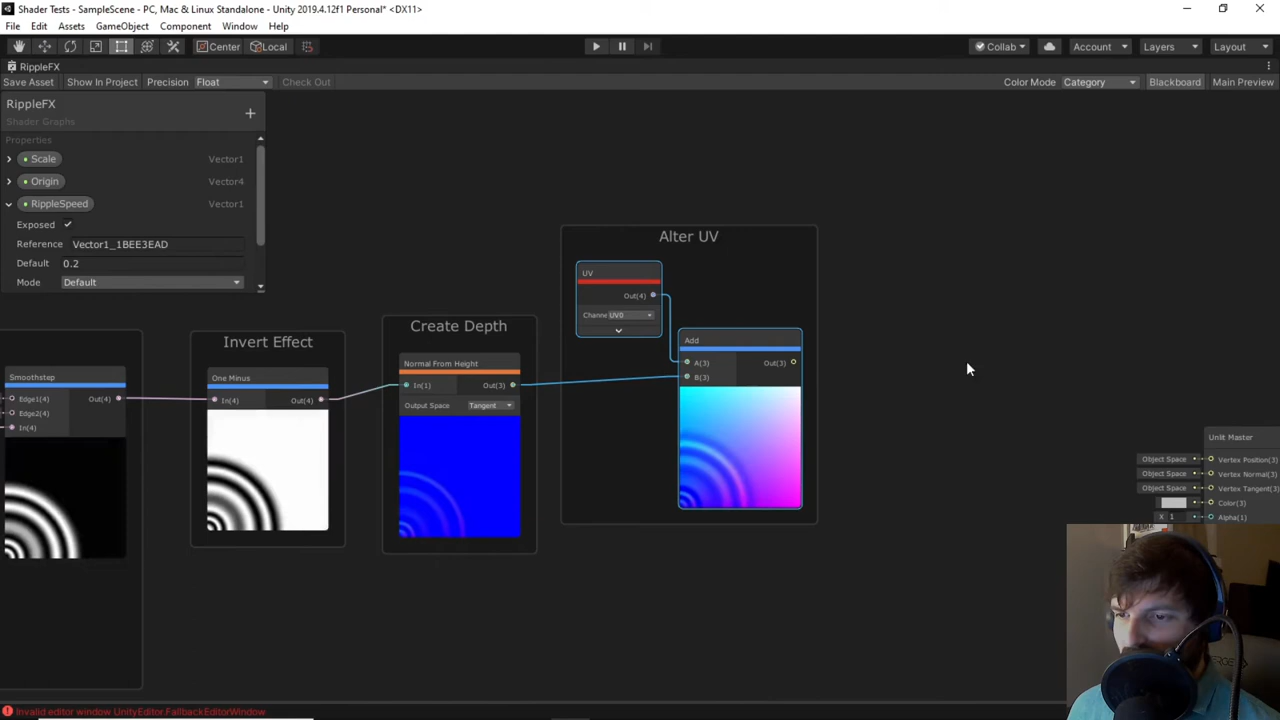 Shader Tests - SampleScene - PC, Mac & Linux Standalone - Unity 2019.4.12f1 Personal* <DX11>
File Edit Assets GameObject Component Window Help
Center Local Collab Account Layers Layout
RippleFX
Save Asset Show In Project Precision Float Check Out Color Mode Category Blackboard Main Preview
RippleFX
Shader Graphs
Properties
Scale Vector1
Origin Vector4
RippleSpeed Vector1
Exposed
Reference Vector1_1BEE3EAD
Default 0.2
Mode Default
Smoothstep
Edge1(4) Out(4)
Edge2(4)
In(4)
Invert Effect
One Minus
In(4) Out(4)
Create Depth
Normal From Height
In(1) Out(3)
Output Space Tangent
Alter UV
UV
Out(4)
Channe UV0
Add
A(3) Out(3)
B(3)
Unlit Master
Object Space Vertex Position(3)
Object Space Vertex Normal(3)
Object Space Vertex Tangent(3)
Color(3)
X 1 Alpha(1)
Invalid editor window UnityEditor.FallbackEditorWindow